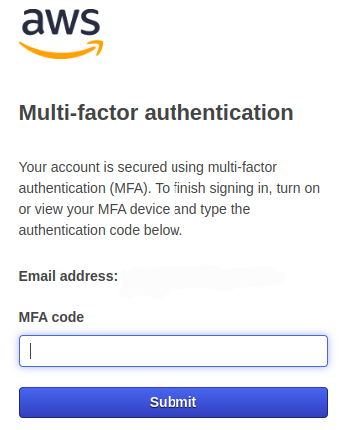 aws
Multi-factor authentication
Your account is secured using multi-factor
authentication (MFA). To finish signing in, turn on
or view your MFA device and type the
authentication code below.
Email address:
MFA code
Submit